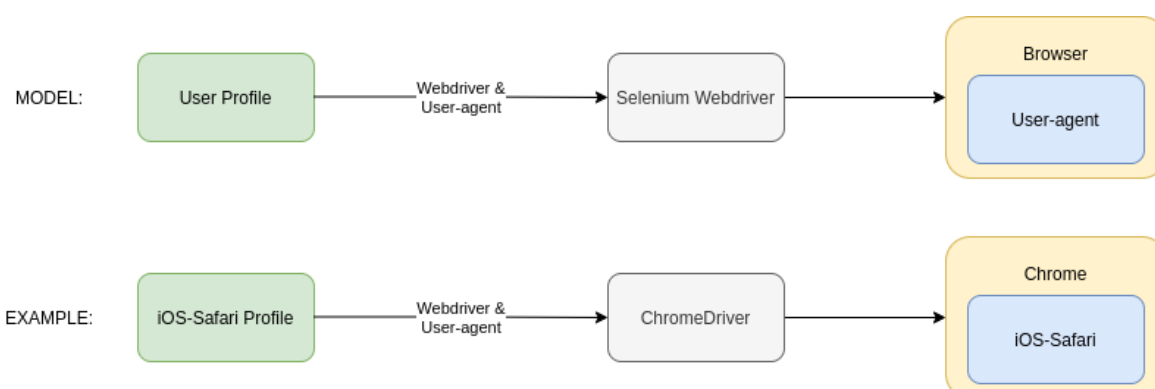 MODEL:
User Profile
Webdriver &
User-agent
Selenium Webdriver
Browser
User-agent
EXAMPLE:
iOS-Safari Profile
Webdriver &
User-agent
ChromeDriver
Chrome
iOS-Safari